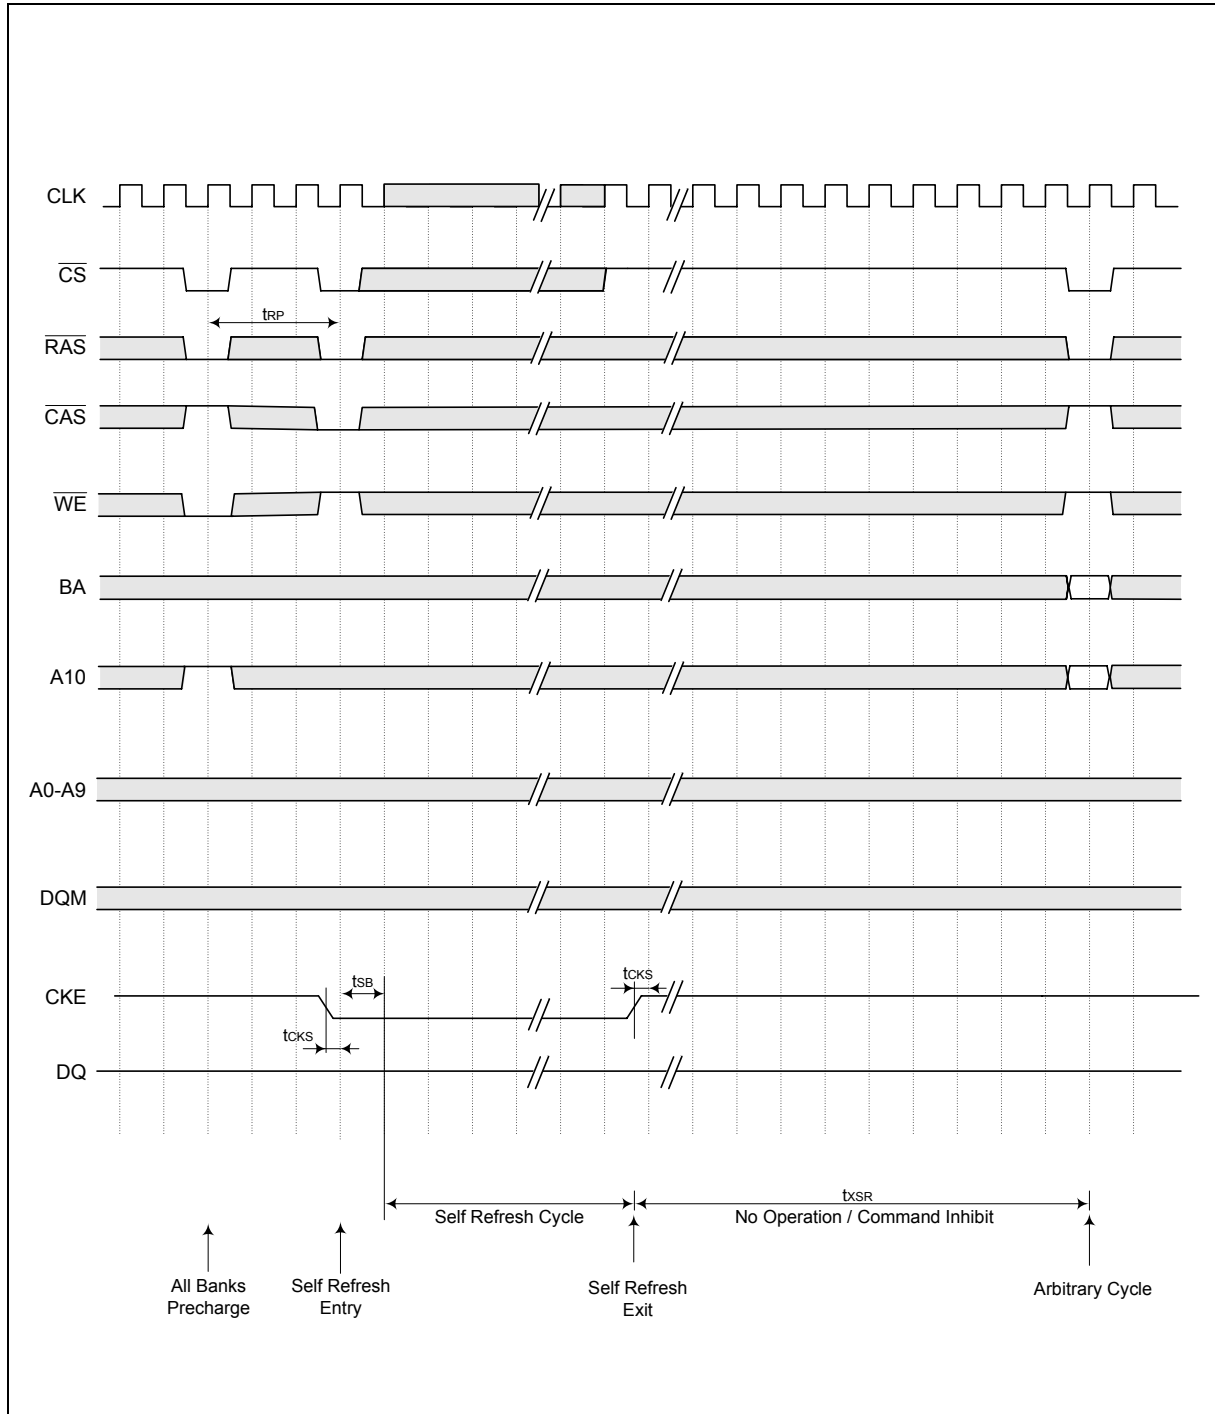 CLK
CS
tRP
RAS
CAS
WE
BA
A10
A0-A9
DQM
tSB
tCKS
CKE
tCKS
DQ
tXSR
Self Refresh Cycle
No Operation / Command Inhibit
All Banks
Precharge
Self Refresh
Entry
Self Refresh
Exit
Arbitrary Cycle